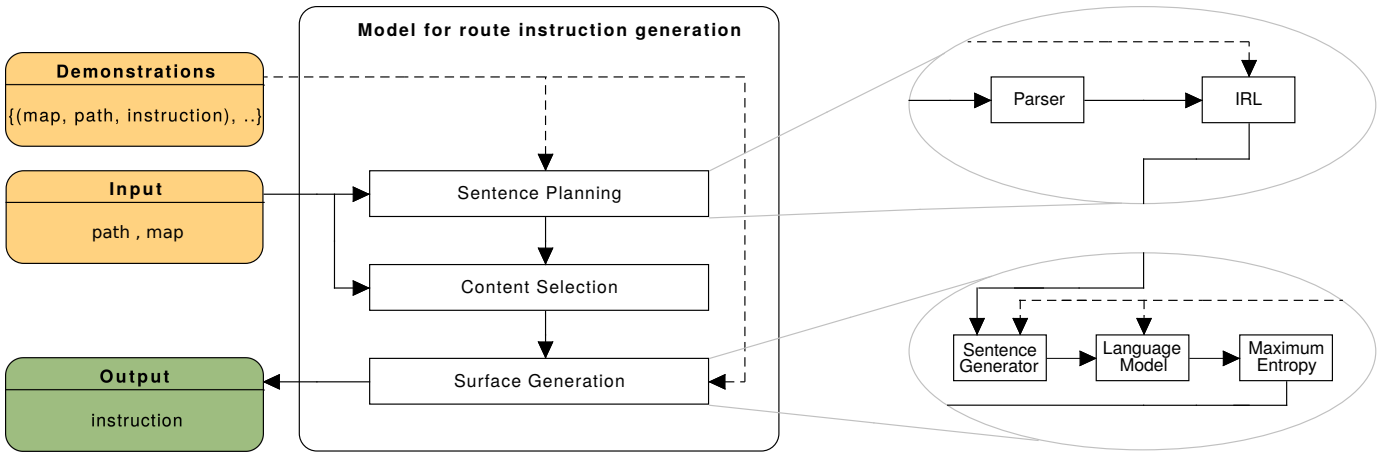 Model for route instruction generation
Demonstrations
{(map, path, instruction), ..}
Input
path , map
Output
instruction
Sentence Planning
Content Selection
Surface Generation
Parser
IRL
Sentence
Generator
Language
Model
Maximum
Entropy